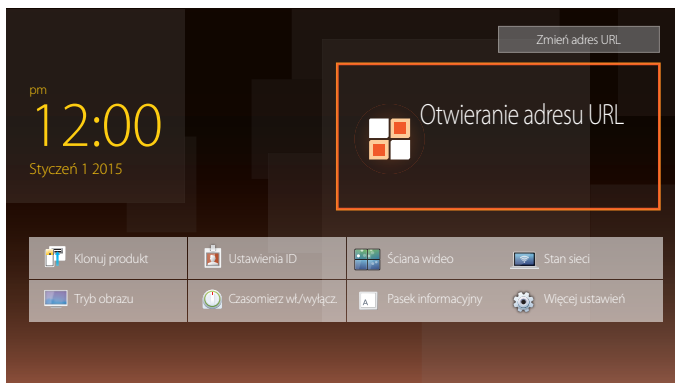 Zmień adres URL
pm
12:00
Styczeń 1 2015
Otwieranie adresu URL
Klonuj produkt
Ustawienia ID
Ściana wideo
Stan sieci
Tryb obrazu
Czasomierz wł./wyłącz.
A
Pasek informacyjny
Więcej ustawień